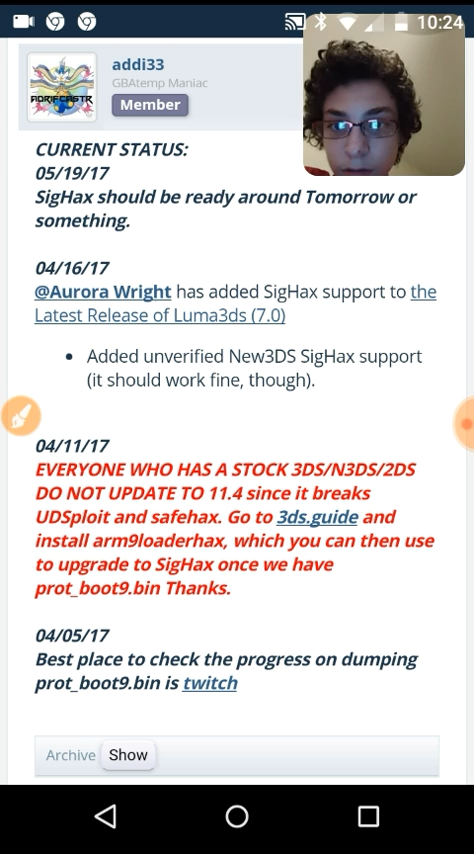 10:24
addi33
GBAtemp Maniac
Member
ADRIFCASTR
CURRENT STATUS:
05/19/17
SigHax should be ready around Tomorrow or
something.
04/16/17
@Aurora Wright has added SigHax support to the
Latest Release of Luma3ds (7.0)
• Added unverified New3DS SigHax support
(it should work fine, though).
04/11/17
EVERYONE WHO HAS A STOCK 3DS/N3DS/2DS
DO NOT UPDATE TO 11.4 since it breaks
UDSploit and safehax. Go to 3ds.guide and
install arm9loaderhax, which you can then use
to upgrade to SigHax once we have
prot_boot9.bin Thanks.
04/05/17
Best place to check the progress on dumping
prot_boot9.bin is twitch
Archive Show